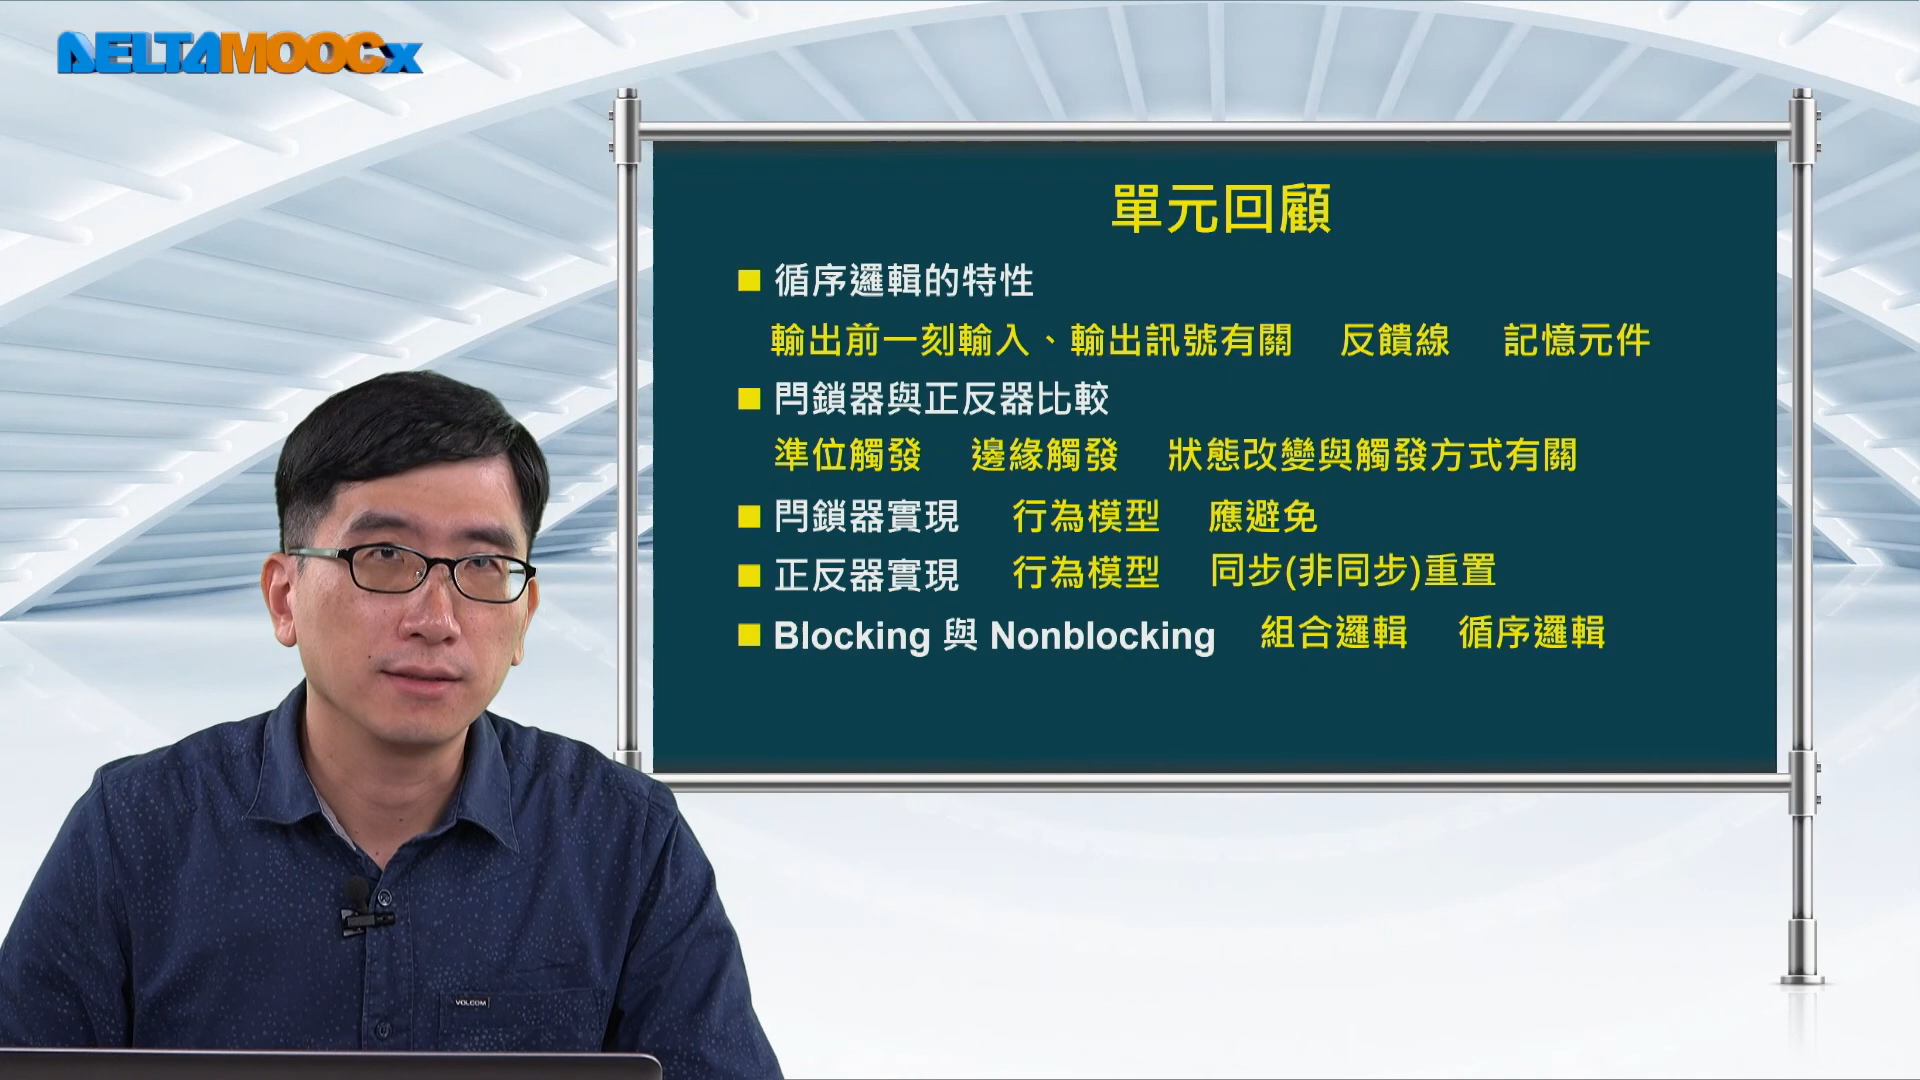 DELTAMOOCx
單元回顧
循序邏輯的特性
輸出前一刻輸入、輸出訊號有關 反饋線 記憶元件
閂鎖器與正反器比較
準位觸發 邊緣觸發 狀態改變與觸發方式有關
閂鎖器實現 行為模型 應避免
正反器實現 行為模型 同步(非同步)重置
Blocking 與 Nonblocking 組合邏輯 循序邏輯
VOLCOM